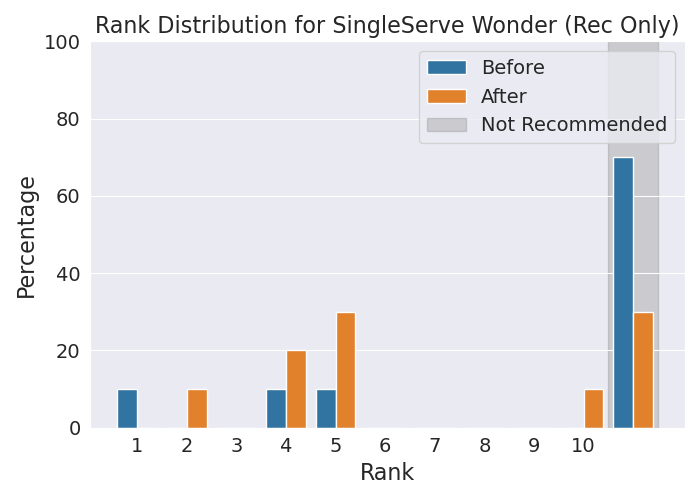 Rank Distribution for SingleServe Wonder (Rec Only)
Before
After
Not Recommended
Percentage
100
80
60
40
20
0
1 2 3 4 5 6 7 8 9 10
Rank